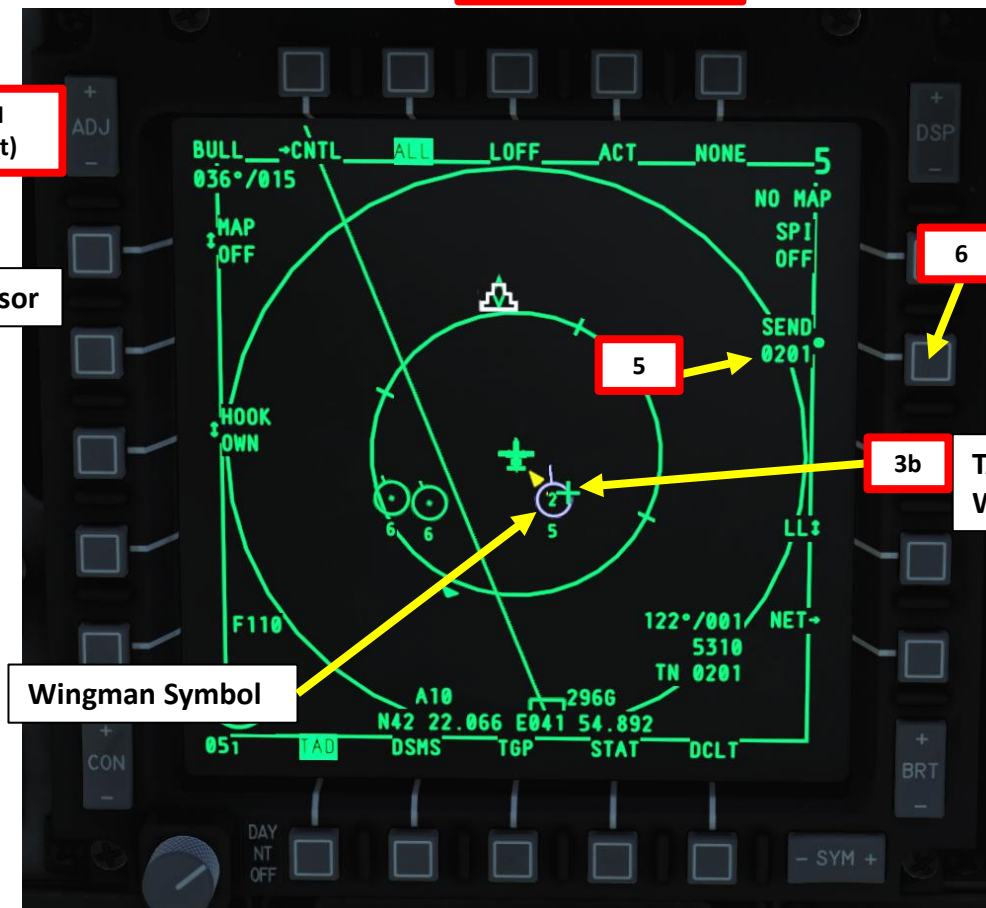 t)
ADJ
DSP
BULL →CNTL ALL LOFF ACT NONE 5
036°/015
NO MAP
MAP
OFF
SPI
OFF
6
sor
SEND
0201
5
HOOK
OWN
3b
T
W
2
6 6 5
LL↕
F110
122°/001 NET→
5310
TN 0201
Wingman Symbol
A10 296G
N42 22.066 E041 54.892
051 TAD DSMS TGP STAT DCLT
CON
BRT
DAY
NT
OFF
- SYM +